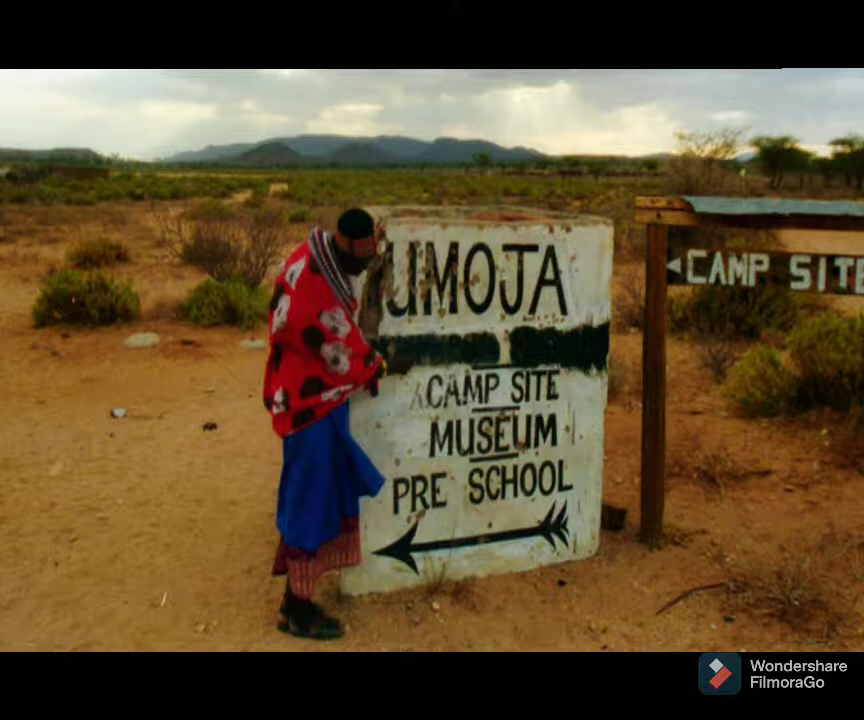 UMOJA
CAMP SITE
MUSEUM
PRE SCHOOL
CAMP SITE
Wondershare
FilmoraGo